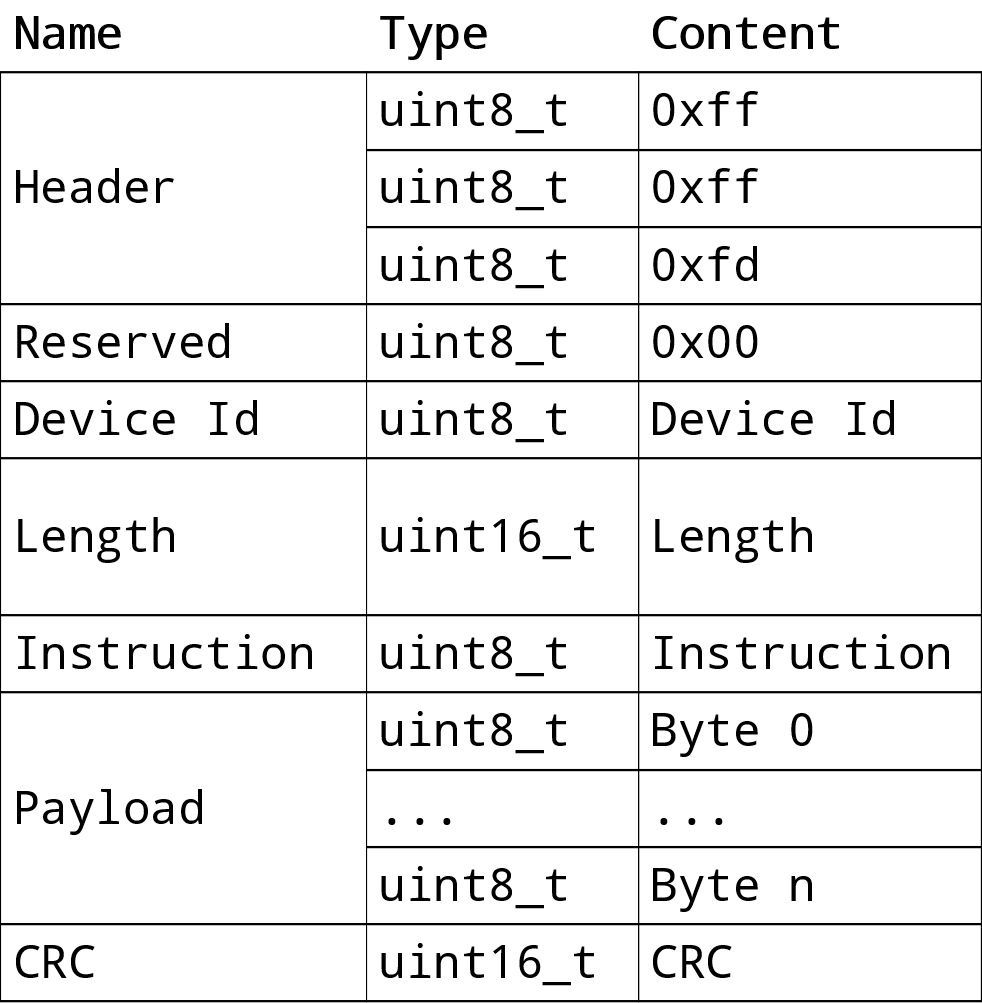 Name Type Content
Header uint8_t 0xff
uint8_t 0xff
uint8_t 0xfd
Reserved uint8_t 0x00
Device Id uint8_t Device Id
Length uint16_t Length
Instruction uint8_t Instruction
Payload uint8_t Byte 0
... ...
uint8_t Byte n
CRC uint16_t CRC